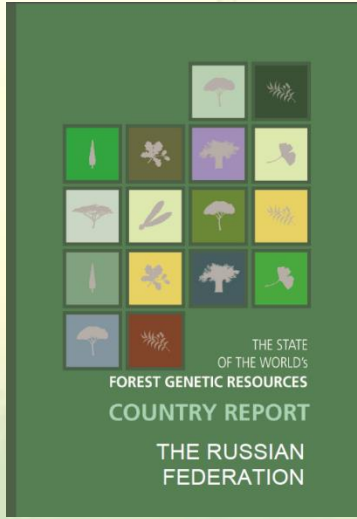 THE STATE
OF THE WORLD's
FOREST GENETIC RESOURCES
COUNTRY REPORT
THE RUSSIAN
FEDERATION